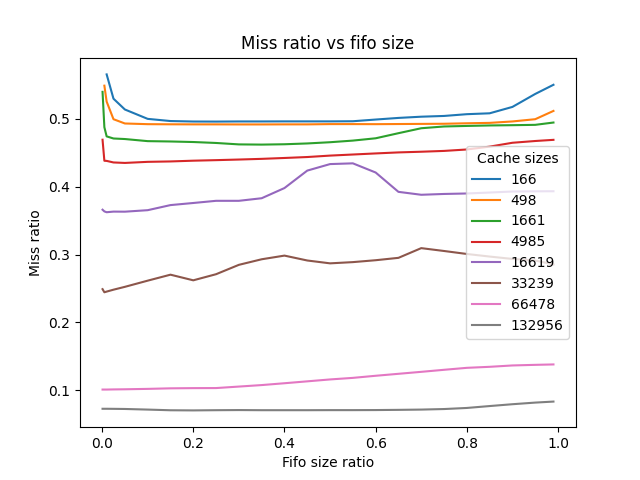 Miss ratio vs fifo size
Miss ratio
0.5
0.4
0.3
0.2
0.1
Cache sizes
166
498
1661
4985
16619
33239
66478
132956
0.0 0.2 0.4 0.6 0.8 1.0
Fifo size ratio